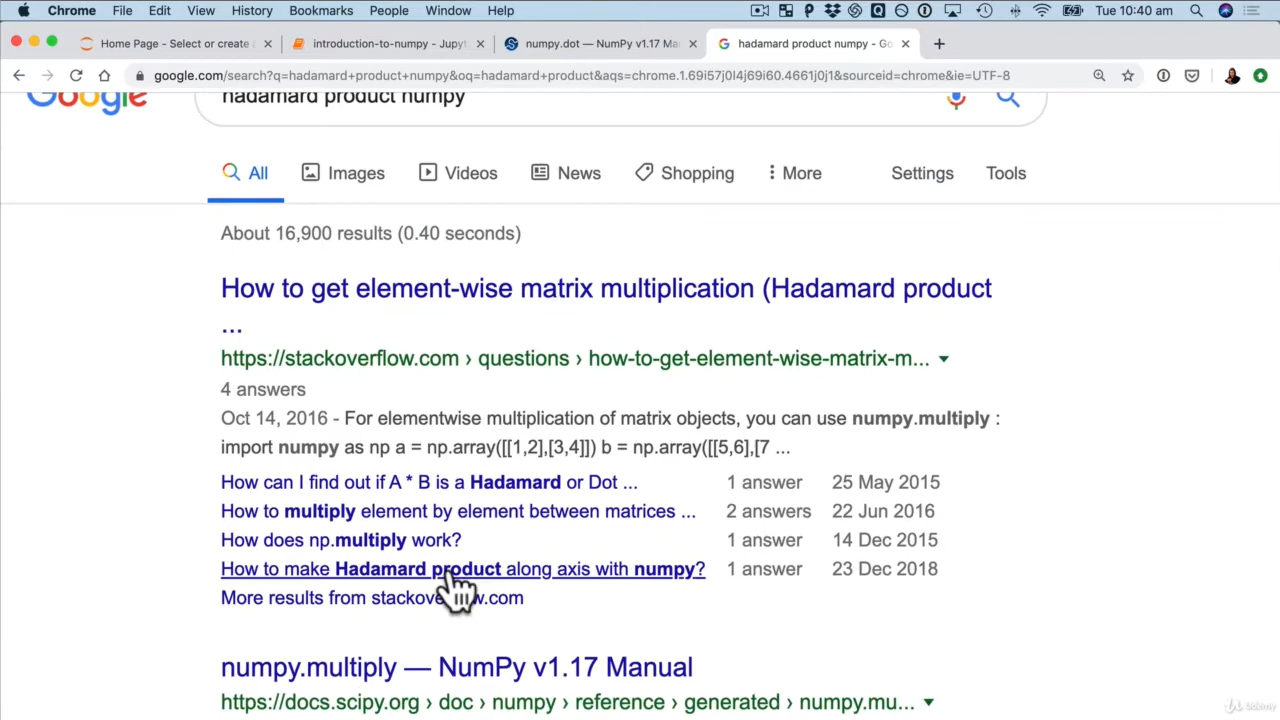 Chrome File Edit View History Bookmarks People Window Help Tue 10:40 am
Home Page - Select or create a
introduction-to-numpy - Jupyt
numpy.dot — NumPy v1.17 Ma
hadamard product numpy - Go
google.com/search?q=hadamard+product+numpy&oq=hadamard+product&aqs=chrome.1.69i57j0l4j69i60.4661j0j1&sourceid=chrome&ie=UTF-8
Google
hadamard product numpy
All Images Videos News Shopping More Settings Tools
About 16,900 results (0.40 seconds)
How to get element-wise matrix multiplication (Hadamard product
...
https://stackoverflow.com › questions › how-to-get-element-wise-matrix-m...
4 answers
Oct 14, 2016 - For elementwise multiplication of matrix objects, you can use numpy.multiply :
import numpy as np a = np.array([[1,2],[3,4]]) b = np.array([[5,6],[7 ...
How can I find out if A * B is a Hadamard or Dot ... 1 answer 25 May 2015
How to multiply element by element between matrices ... 2 answers 22 Jun 2016
How does np.multiply work? 1 answer 14 Dec 2015
How to make Hadamard product along axis with numpy? 1 answer 23 Dec 2018
More results from stackoverflow.com
numpy.multiply — NumPy v1.17 Manual
https://docs.scipy.org › doc › numpy › reference › generated › numpy.mu...
Udemy